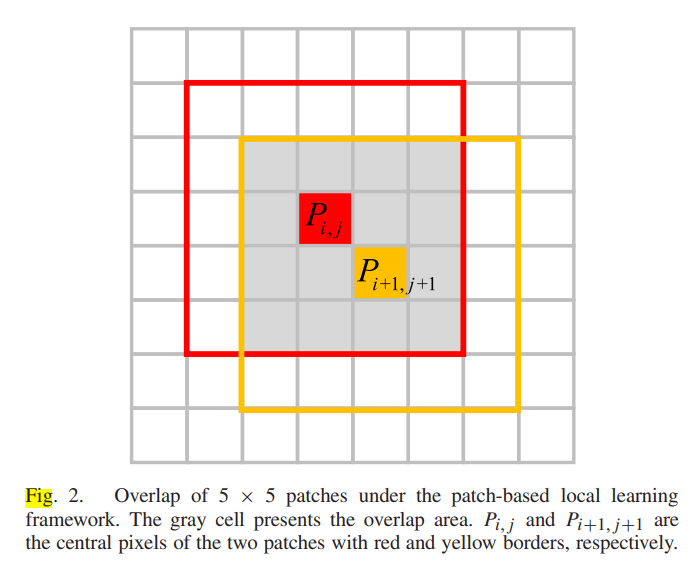 P_{i,j}
P_{i+1,j+1}
Fig. 2. Overlap of 5 × 5 patches under the patch-based local learning
framework. The gray cell presents the overlap area. P_{i,j} and P_{i+1,j+1} are
the central pixels of the two patches with red and yellow borders, respectively.